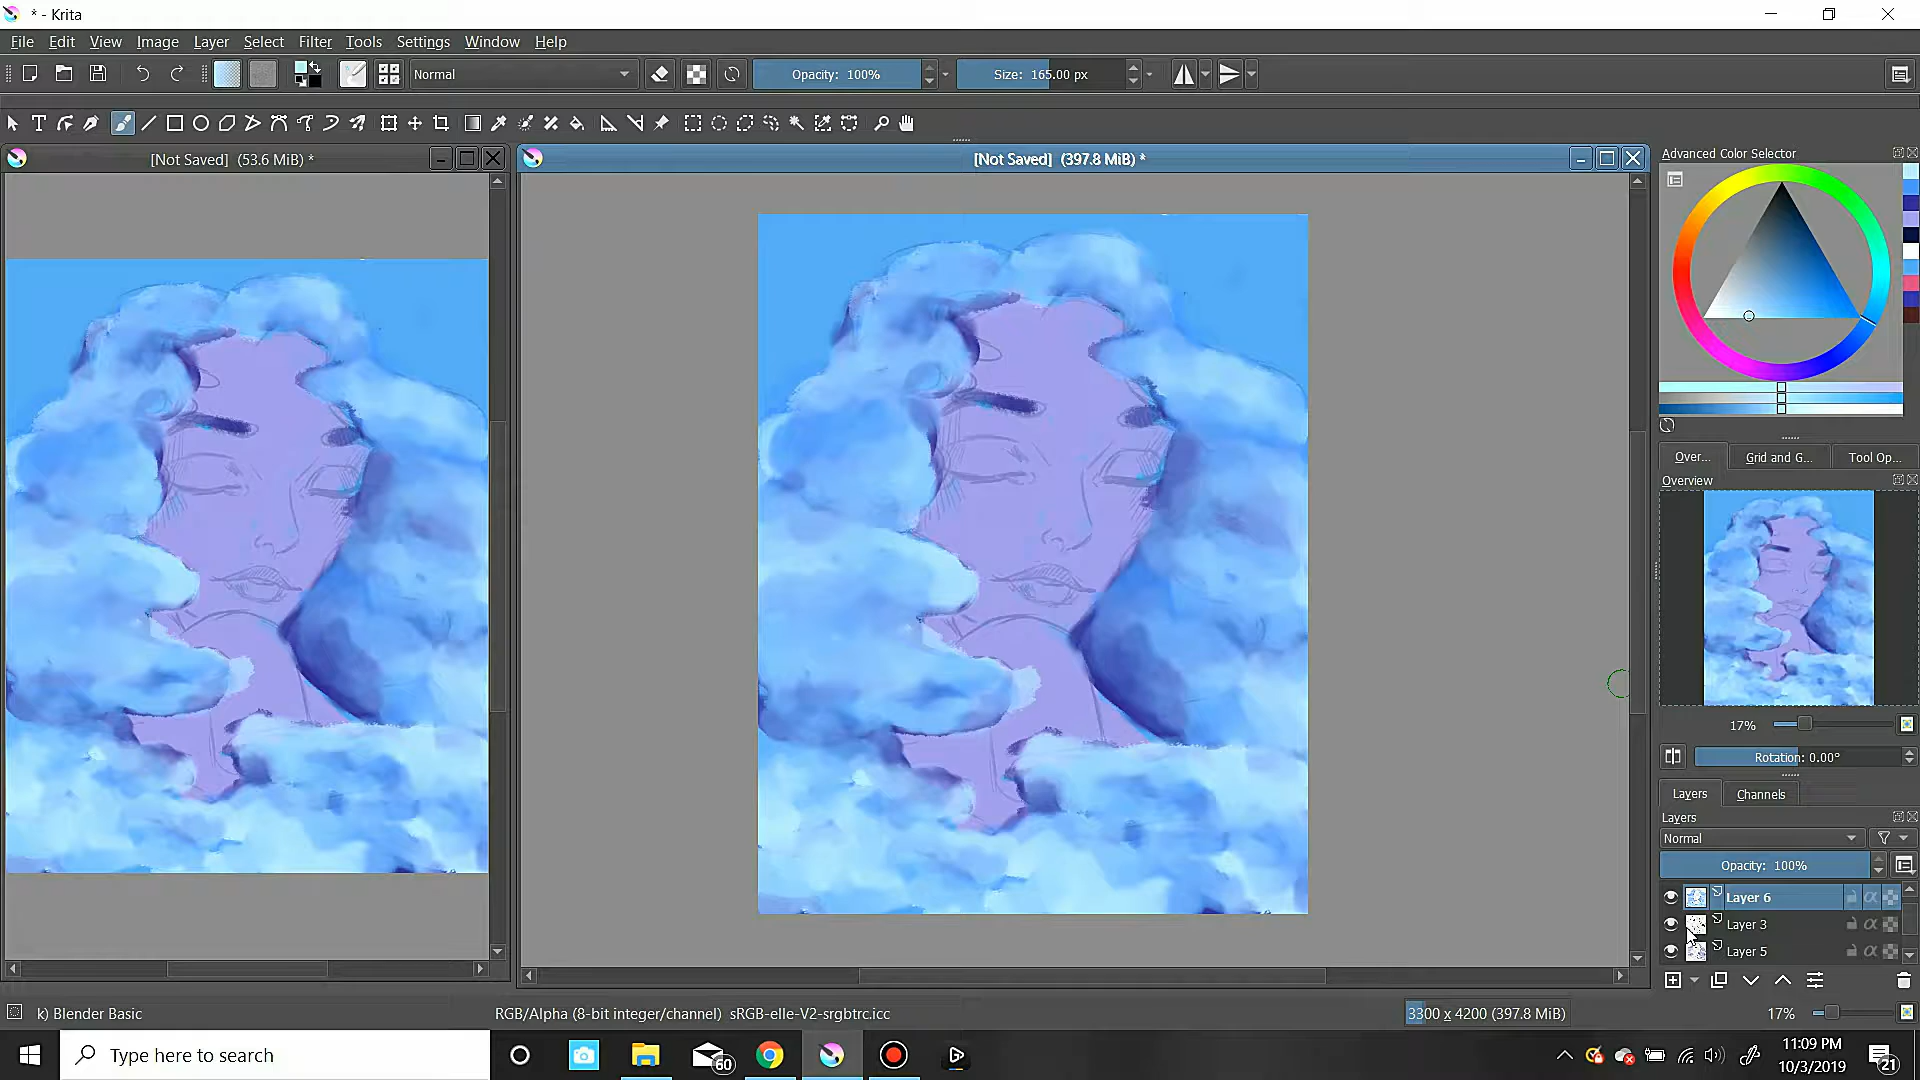 * - Krita
File Edit View Image Layer Select Filter Tools Settings Window Help
Normal Opacity: 100% Size: 165.00 px
[Not Saved] (53.6 MiB) *
[Not Saved] (397.8 MiB) *
Advanced Color Selector
Over... Grid and G... Tool Op...
Overview
17%
Rotation: 0.00°
Layers Channels
Layers
Normal
Opacity: 100%
Layer 6
Layer 3
Layer 5
k) Blender Basic RGB/Alpha (8-bit integer/channel) sRGB-elle-V2-srgbtrc.icc 3300 x 4200 (397.8 MiB) 17%
Type here to search
60
11:09 PM
10/3/2019
21